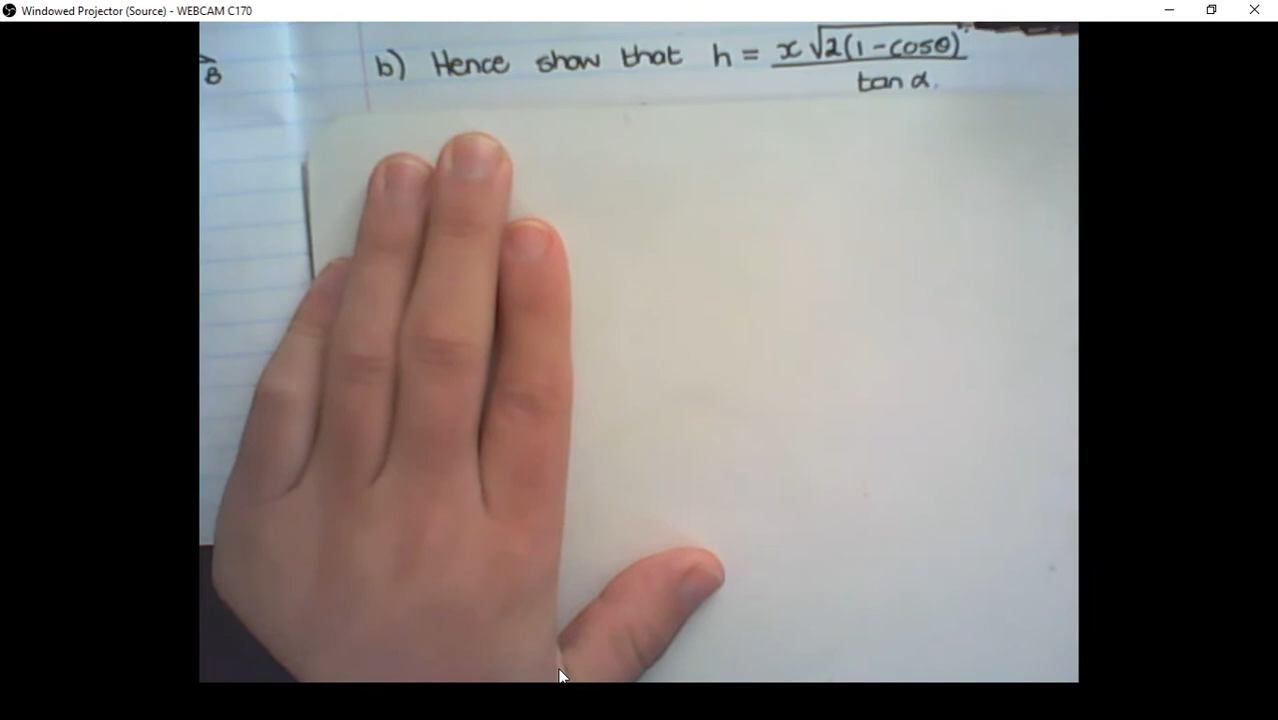 Windowed Projector (Source) - WEBCAM C170
B
b) Hence show that h = x√2(1-cosθ) / tan α.